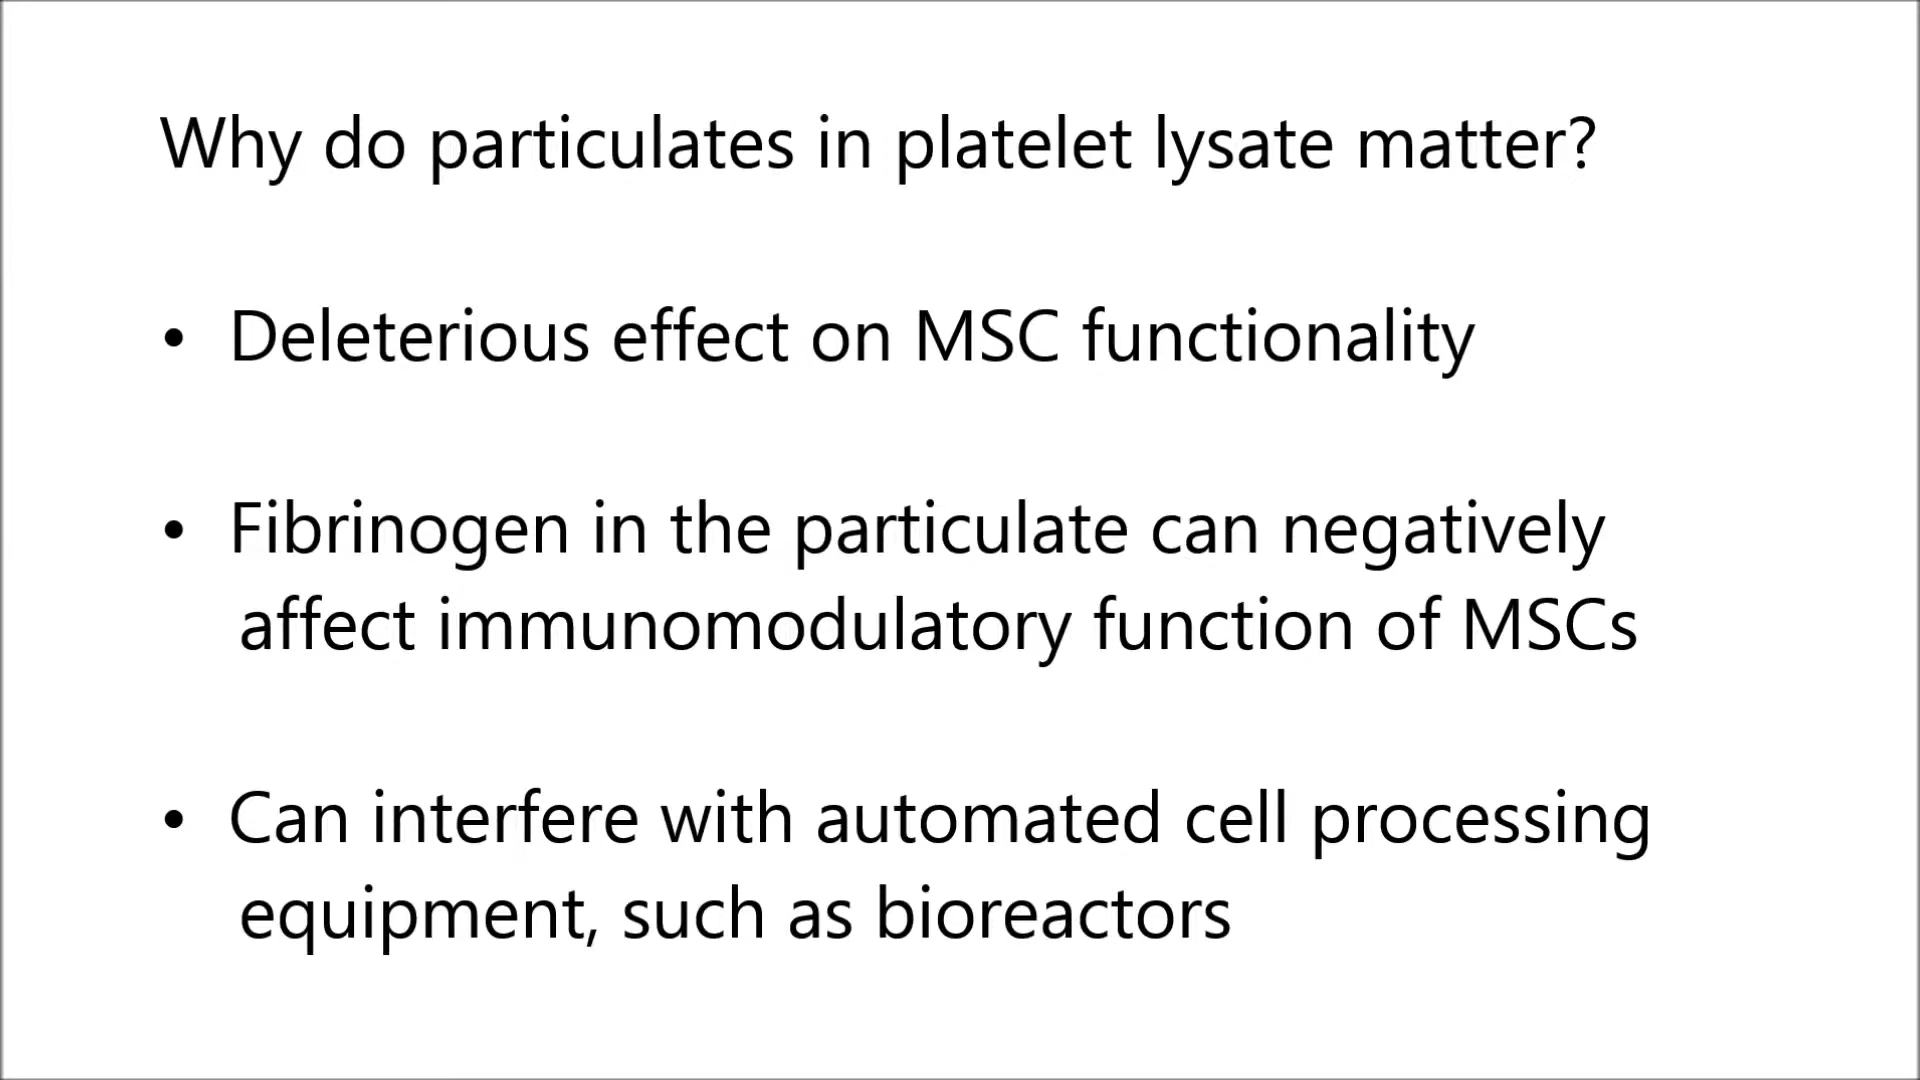 Why do particulates in platelet lysate matter?
• Deleterious effect on MSC functionality
• Fibrinogen in the particulate can negatively
affect immunomodulatory function of MSCs
• Can interfere with automated cell processing
equipment, such as bioreactors